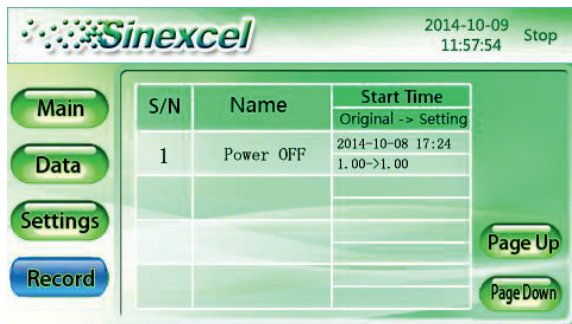 Sinexcel
2014-10-09
11:57:54
Stop
Main
Data
Settings
Record
S/N
Name
Start Time
Original -> Setting
1
Power OFF
2014-10-08 17:24
1.00->1.00
Page Up
Page Down